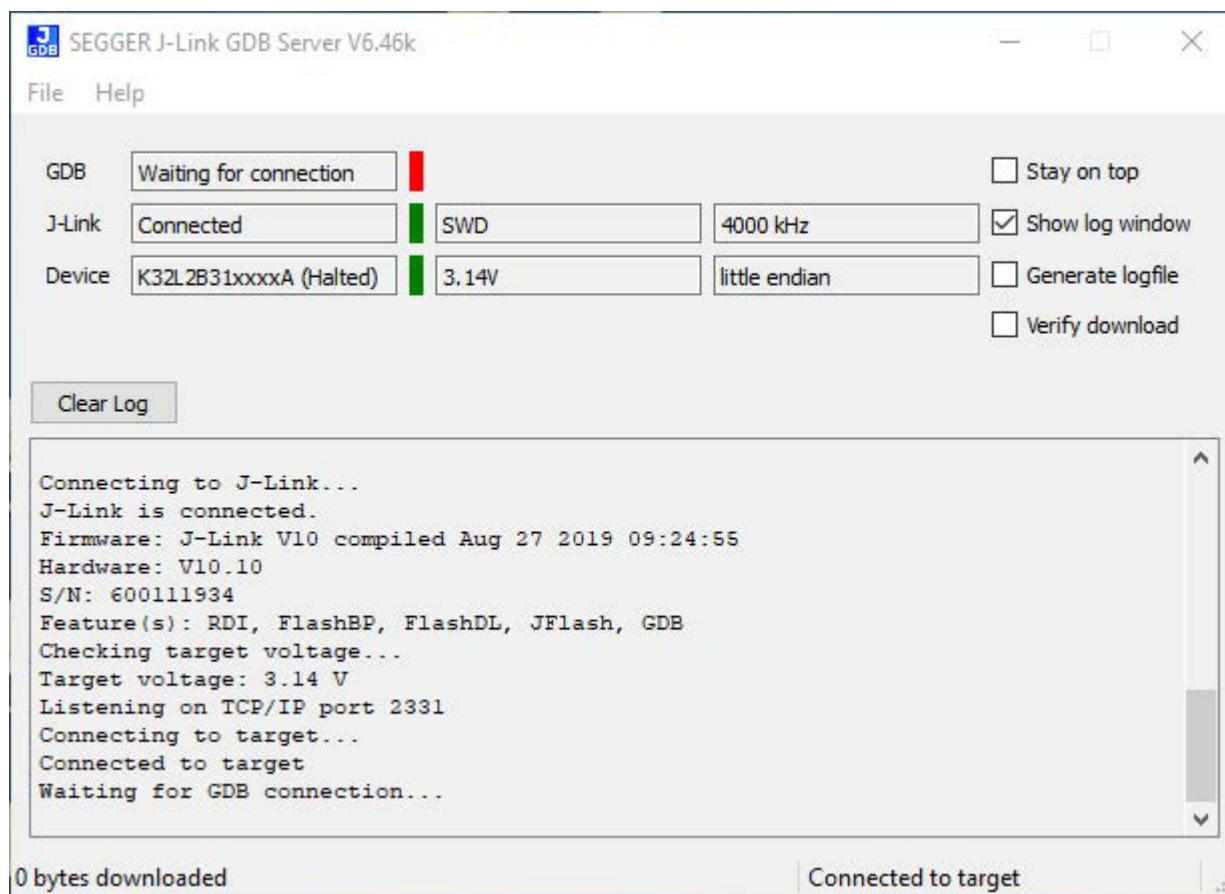 J
GDB
SEGGER J-Link GDB Server V6.46k
File Help
GDB Waiting for connection Stay on top
J-Link Connected SWD 4000 kHz Show log window
Device K32L2B31xxxxA (Halted) 3.14V little endian Generate logfile
Verify download
Clear Log
Connecting to J-Link...
J-Link is connected.
Firmware: J-Link V10 compiled Aug 27 2019 09:24:55
Hardware: V10.10
S/N: 600111934
Feature(s): RDI, FlashBP, FlashDL, JFlash, GDB
Checking target voltage...
Target voltage: 3.14 V
Listening on TCP/IP port 2331
Connecting to target...
Connected to target
Waiting for GDB connection...
0 bytes downloaded Connected to target